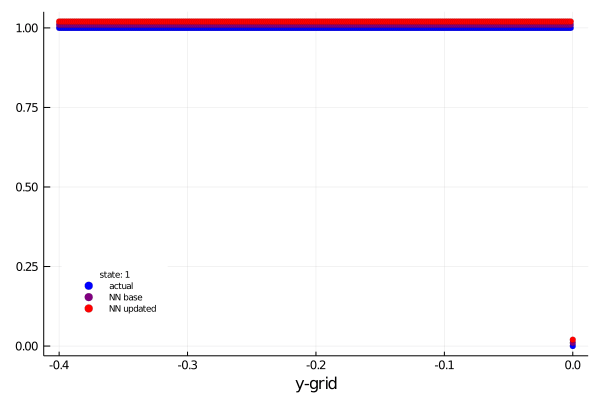 1.00
0.75
0.50
0.25
0.00
state: 1
actual
NN base
NN updated
-0.4 -0.3 -0.2 -0.1 0.0
y-grid